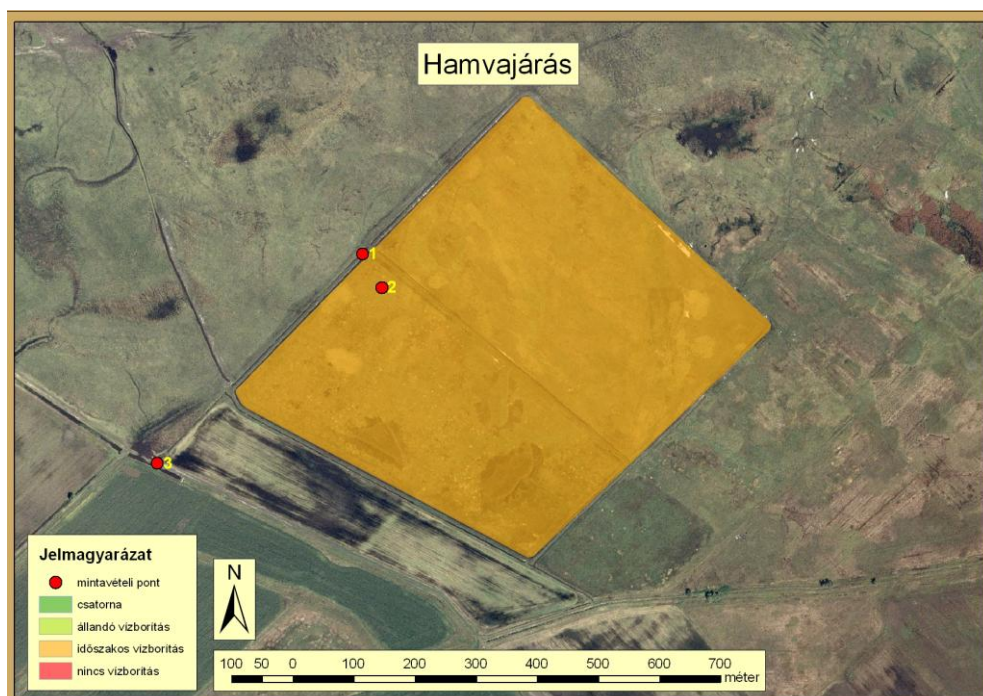 Hamvajárás
1
2
3
Jelmagyarázat
mintavételi pont
csatorna
állandó vízborítás
időszakos vízborítás
nincs vízborítás
N
100 50 0 100 200 300 400 500 600 700
méter